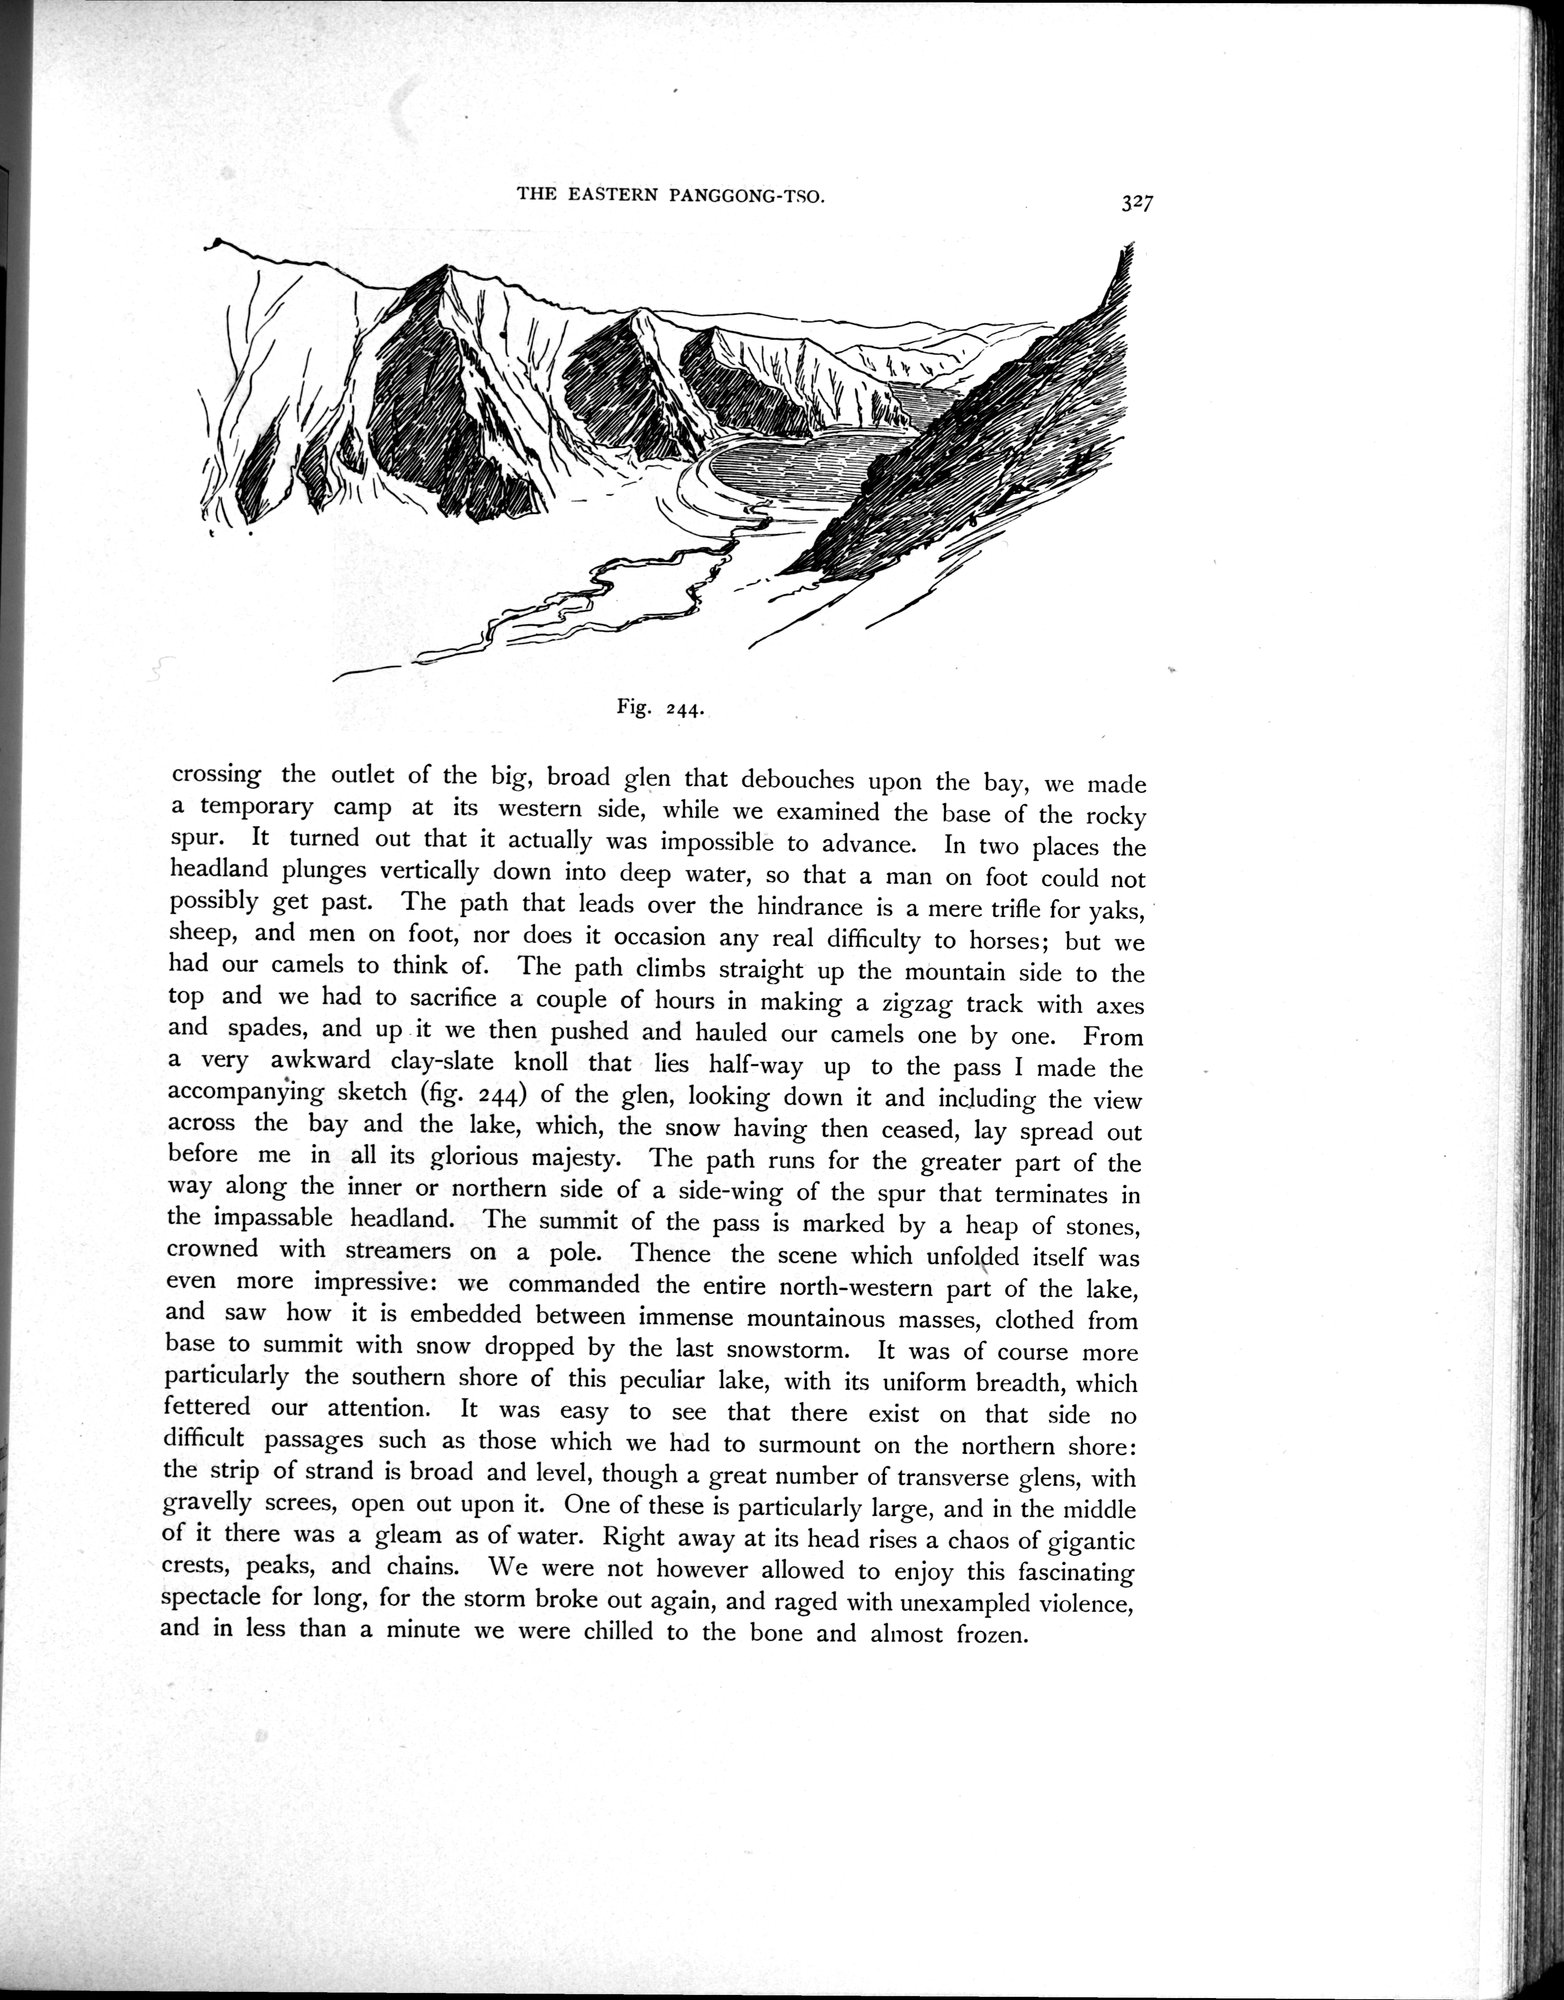 THE EASTERN PANGGONG-TSO.
327
Fig. 244.
crossing the outlet of the big, broad glen that debouches upon the bay, we made
a temporary camp at its western side, while we examined the base of the rocky
spur. It turned out that it actually was impossible to advance. In two places the
headland plunges vertically down into deep water, so that a man on foot could not
possibly get past. The path that leads over the hindrance is a mere trifle for yaks,
sheep, and men on foot, nor does it occasion any real difficulty to horses; but we
had our camels to think of. The path climbs straight up the mountain side to the
top and we had to sacrifice a couple of hours in making a zigzag track with axes
and spades, and up it we then pushed and hauled our camels one by one. From
a very awkward clay-slate knoll that lies half-way up to the pass I made the
accompanying sketch (fig. 244) of the glen, looking down it and including the view
across the bay and the lake, which, the snow having then ceased, lay spread out
before me in all its glorious majesty. The path runs for the greater part of the
way along the inner or northern side of a side-wing of the spur that terminates in
the impassable headland. The summit of the pass is marked by a heap of stones,
crowned with streamers on a pole. Thence the scene which unfolded itself was
even more impressive: we commanded the entire north-western part of the lake,
and saw how it is embedded between immense mountainous masses, clothed from
base to summit with snow dropped by the last snowstorm. It was of course more
particularly the southern shore of this peculiar lake, with its uniform breadth, which
fettered our attention. It was easy to see that there exist on that side no
difficult passages such as those which we had to surmount on the northern shore:
the strip of strand is broad and level, though a great number of transverse glens, with
gravelly screes, open out upon it. One of these is particularly large, and in the middle
of it there was a gleam as of water. Right away at its head rises a chaos of gigantic
crests, peaks, and chains. We were not however allowed to enjoy this fascinating
spectacle for long, for the storm broke out again, and raged with unexampled violence,
and in less than a minute we were chilled to the bone and almost frozen.